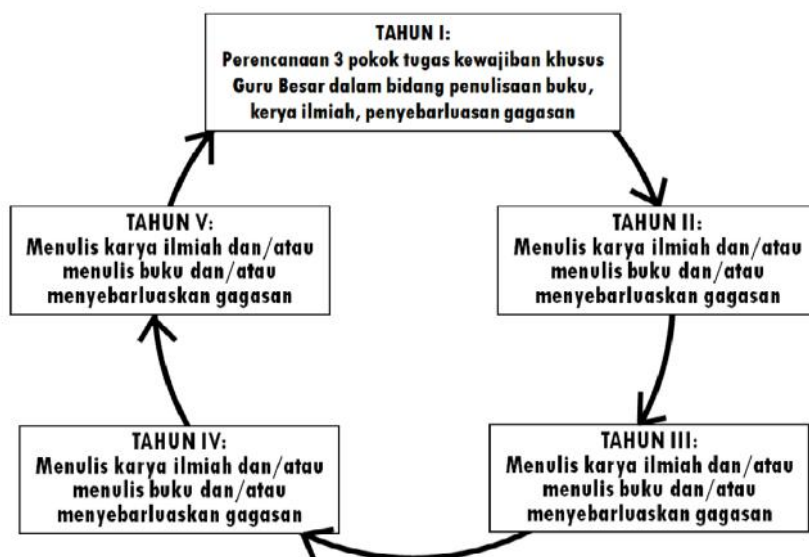 TAHUN I:
Perencanaan 3 pokok tugas kewajiban khusus
Guru Besar dalam bidang penulisaan buku,
kerya ilmiah, penyebarluasan gagasan
TAHUN V:
Menulis karya ilmiah dan/atau
menulis buku dan/atau
menyebarluaskan gagasan
TAHUN II:
Menulis karya ilmiah dan/atau
menulis buku dan/atau
menyebarluaskan gagasan
TAHUN IV:
Menulis karya ilmiah dan/atau
menulis buku dan/atau
menyebarluaskan gagasan
TAHUN III:
Menulis karya ilmiah dan/atau
menulis buku dan/atau
menyebarluaskan gagasan